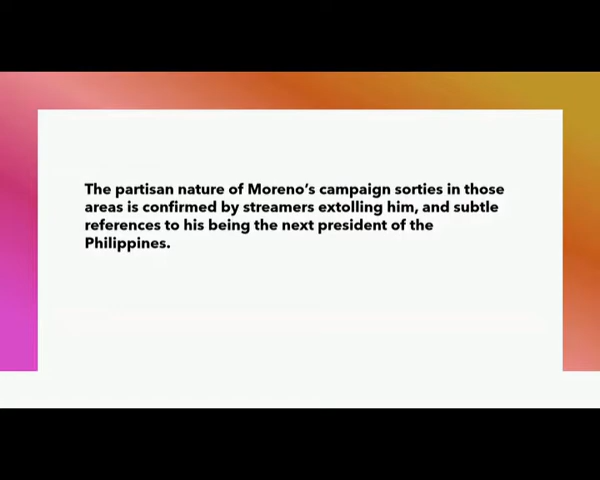 The partisan nature of Moreno's campaign sorties in those
areas is confirmed by streamers extolling him, and subtle
references to his being the next president of the
Philippines.